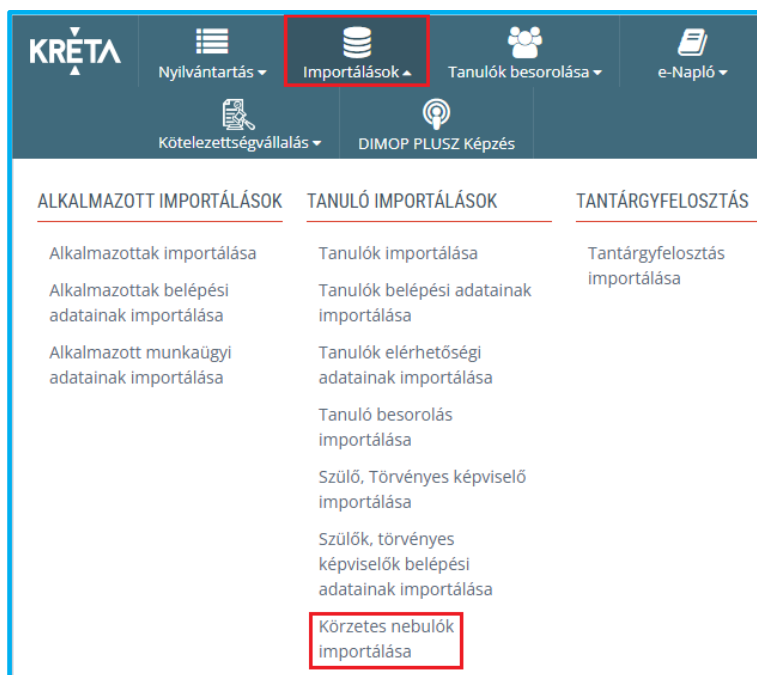 KRÉTA
Nyilvántartás
Importálások
Tanulók besorolása
e-Napló
Kötelezettségvállalás
DIMOP PLUSZ Képzés
ALKALMAZOTT IMPORTÁLÁSOK
Alkalmazottak importálása
Alkalmazottak belépési
adatainak importálása
Alkalmazott munkaügyi
adatainak importálása
TANULÓ IMPORTÁLÁSOK
Tanulók importálása
Tanulók belépési adatainak
importálása
Tanulók elérhetőségi
adatainak importálása
Tanuló besorolás
importálása
Szülő, Törvényes képviselő
importálása
Szülők, törvényes
képviselők belépési
adatainak importálása
Körzetes nebulók
importálása
TANTÁRGYFELOSZTÁS
Tantárgyfelosztás
importálása